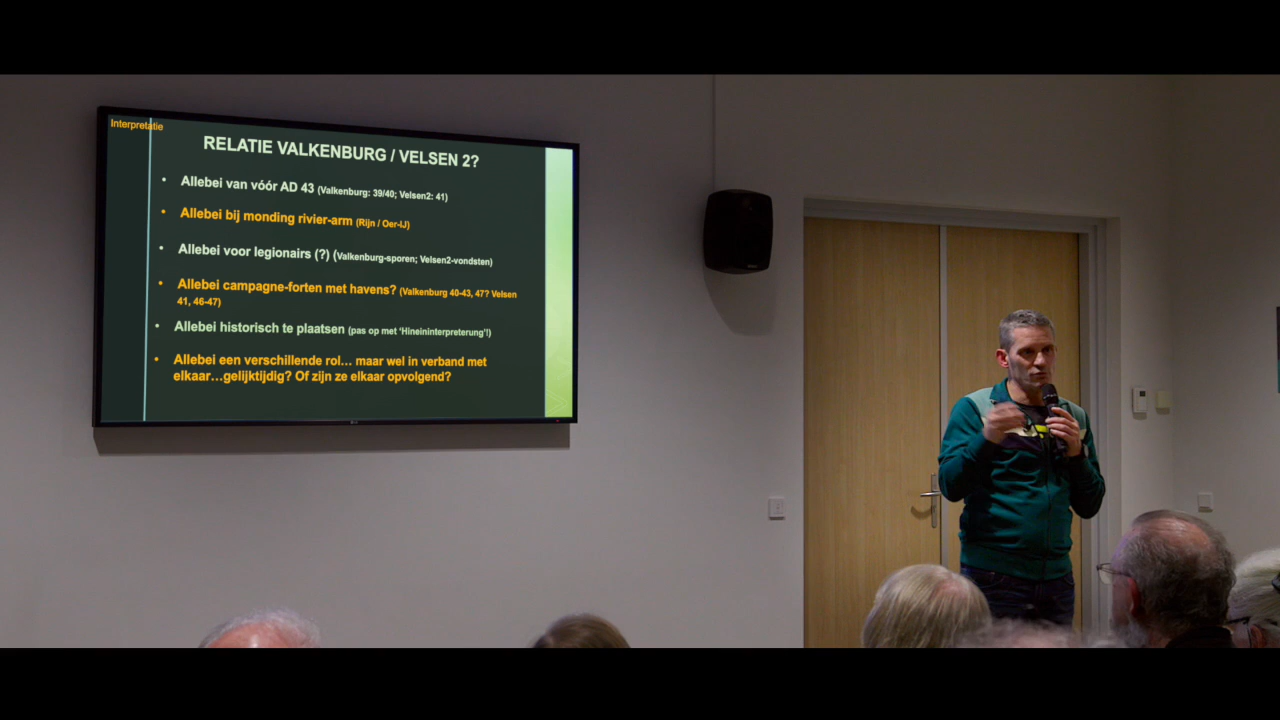 Interpretatie
RELATIE VALKENBURG / VELSEN 2?
• Allebei van vóór AD 43 (Valkenburg: 39/40; Velsen2: 41)
• Allebei bij monding rivier-arm (Rijn / Oer-IJ)
• Allebei voor legionairs (?) (Valkenburg-sporen; Velsen2-vondsten)
• Allebei campagne-forten met havens? (Valkenburg 40-43, 47? Velsen
41, 46-47)
• Allebei historisch te plaatsen (pas op met ‘Hineininterpreterung’!)
• Allebei een verschillende rol… maar wel in verband met
elkaar…gelijktijdig? Of zijn ze elkaar opvolgend?